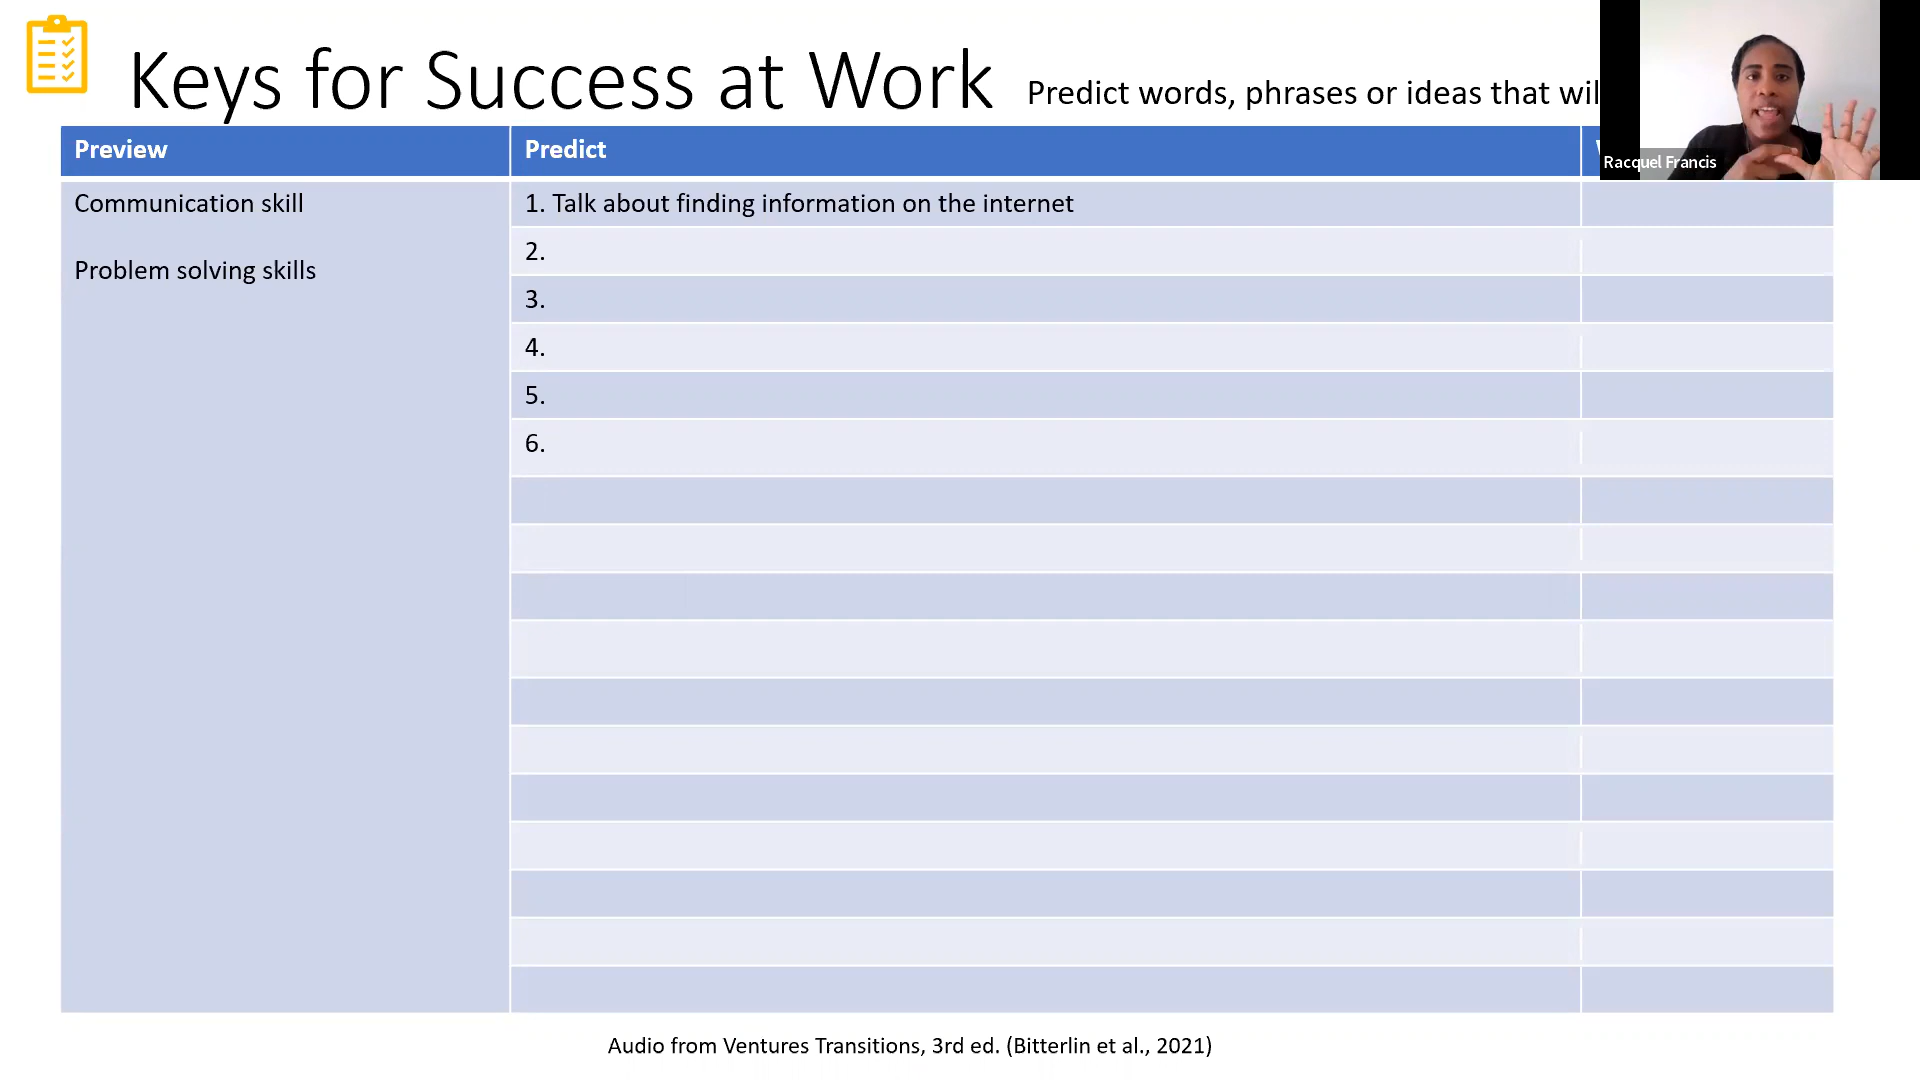 Keys for Success at Work
Predict words, phrases or ideas that wil
Racquel Francis
Preview
Predict
Communication skill
Problem solving skills
1. Talk about finding information on the internet
2.
3.
4.
5.
6.
Audio from Ventures Transitions, 3rd ed. (Bitterlin et al., 2021)